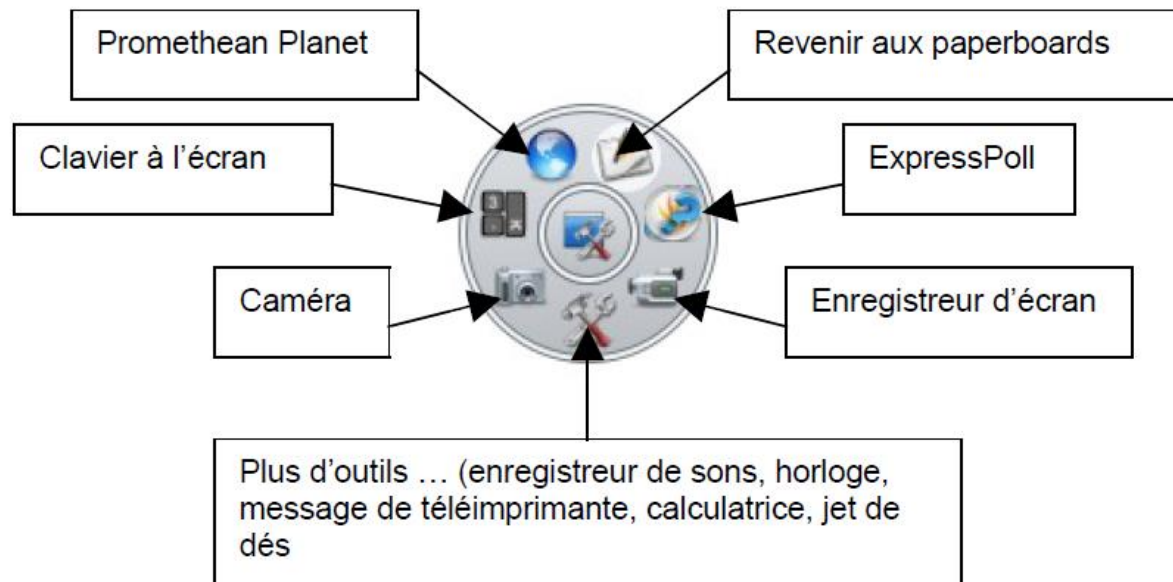 Promethean Planet
Revenir aux paperboards
Clavier à l’écran
ExpressPoll
Caméra
Enregistreur d’écran
Plus d’outils … (enregistreur de sons, horloge,
message de téléimprimante, calculatrice, jet de
dés